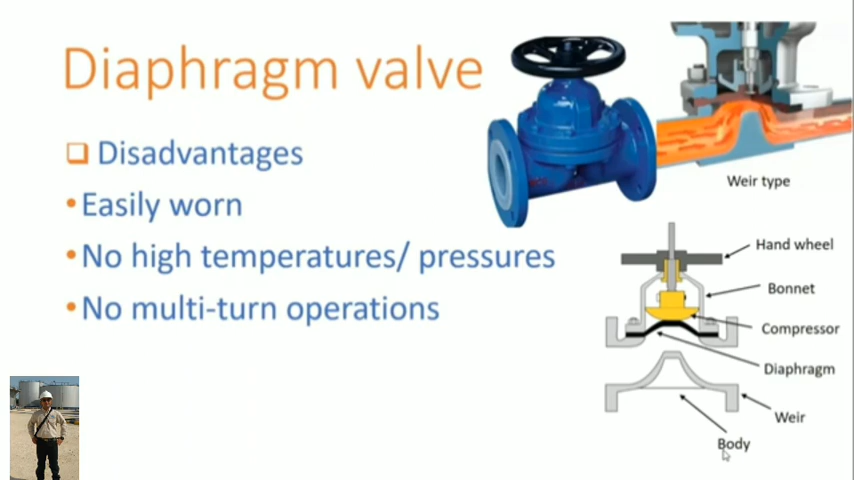 Diaphragm valve
Disadvantages
Easily worn
No high temperatures/ pressures
No multi-turn operations
Weir type
Hand wheel
Bonnet
Compressor
Diaphragm
Weir
Body